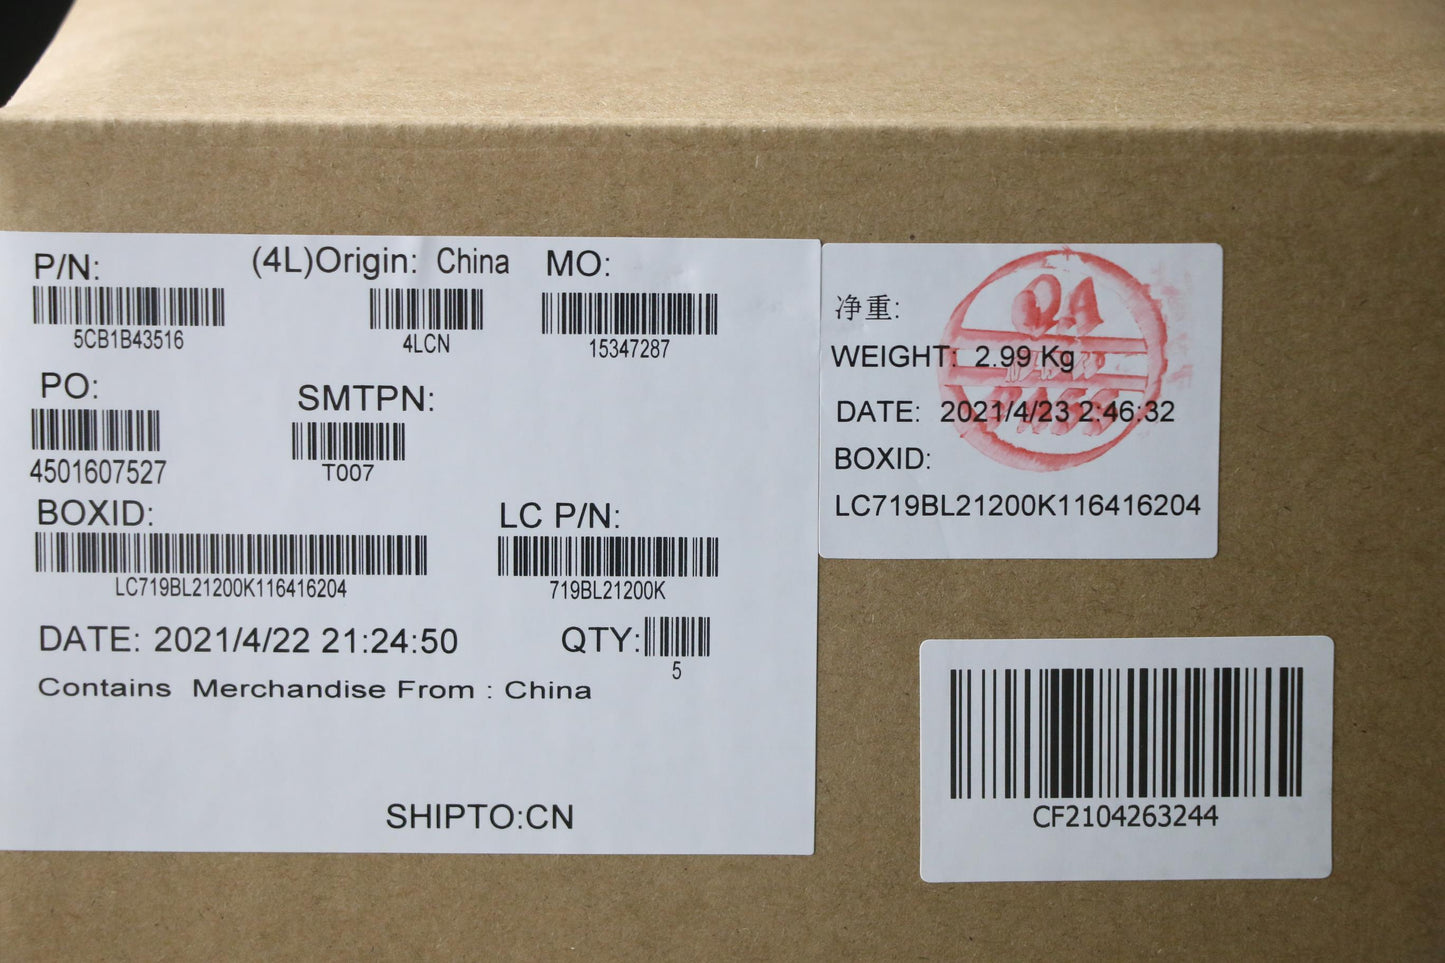 P/N: (4L)Origin: China MO:
5CB1B43516 4LCN 15347287
PO: SMTPN:
4501607527 T007
BOXID: LC P/N:
LC719BL21200K116416204 719BL21200K
DATE: 2021/4/22 21:24:50 QTY:
5
Contains Merchandise From : China
SHIPTO:CN
净重:
QA
WEIGHT: 2.99 Kg
DATE: 2021/4/23 2:46:32
PASS
BOXID:
LC719BL21200K116416204
CF2104263244